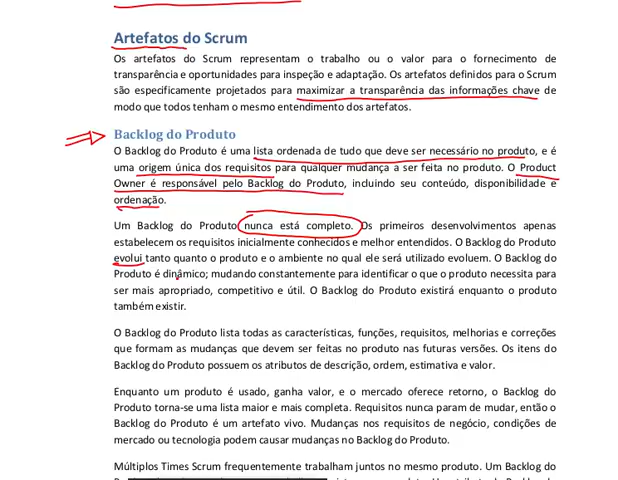 Artefatos do Scrum
Os artefatos do Scrum representam o trabalho ou o valor para o fornecimento de
transparência e oportunidades para inspeção e adaptação. Os artefatos definidos para o Scrum
são especificamente projetados para maximizar a transparência das informações chave de
modo que todos tenham o mesmo entendimento dos artefatos.
Backlog do Produto
O Backlog do Produto é uma lista ordenada de tudo que deve ser necessário no produto, e é
uma origem única dos requisitos para qualquer mudança a ser feita no produto. O Product
Owner é responsável pelo Backlog do Produto, incluindo seu conteúdo, disponibilidade e
ordenação.
Um Backlog do Produto nunca está completo. Os primeiros desenvolvimentos apenas
estabelecem os requisitos inicialmente conhecidos e melhor entendidos. O Backlog do Produto
evolui tanto quanto o produto e o ambiente no qual ele será utilizado evoluem. O Backlog do
Produto é dinâmico; mudando constantemente para identificar o que o produto necessita para
ser mais apropriado, competitivo e útil. O Backlog do Produto existirá enquanto o produto
também existir.
O Backlog do Produto lista todas as características, funções, requisitos, melhorias e correções
que formam as mudanças que devem ser feitas no produto nas futuras versões. Os itens do
Backlog do Produto possuem os atributos de descrição, ordem, estimativa e valor.
Enquanto um produto é usado, ganha valor, e o mercado oferece retorno, o Backlog do
Produto torna-se uma lista maior e mais completa. Requisitos nunca param de mudar, então o
Backlog do Produto é um artefato vivo. Mudanças nos requisitos de negócio, condições de
mercado ou tecnologia podem causar mudanças no Backlog do Produto.
Múltiplos Times Scrum frequentemente trabalham juntos no mesmo produto. Um Backlog do